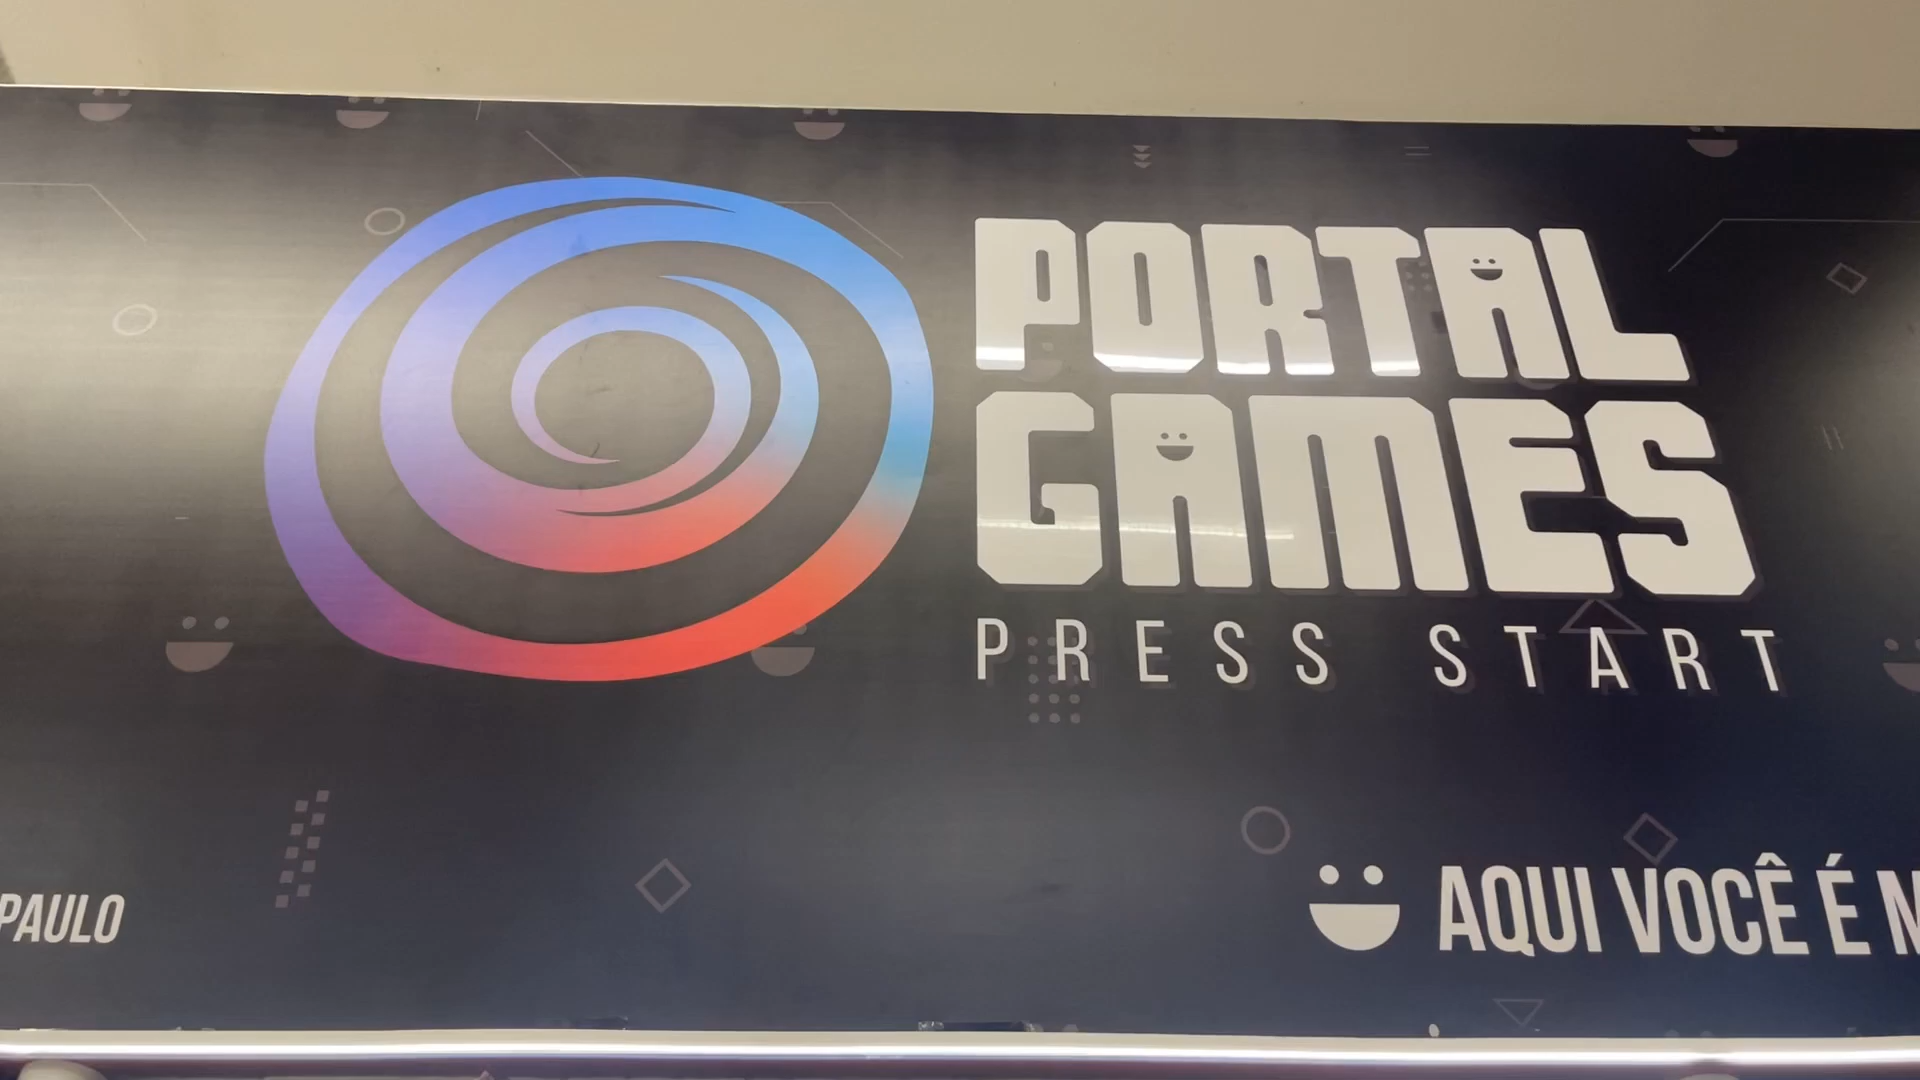 PORTAL
GAMES
PRESS START
PAULO
AQUI VOCÊ É